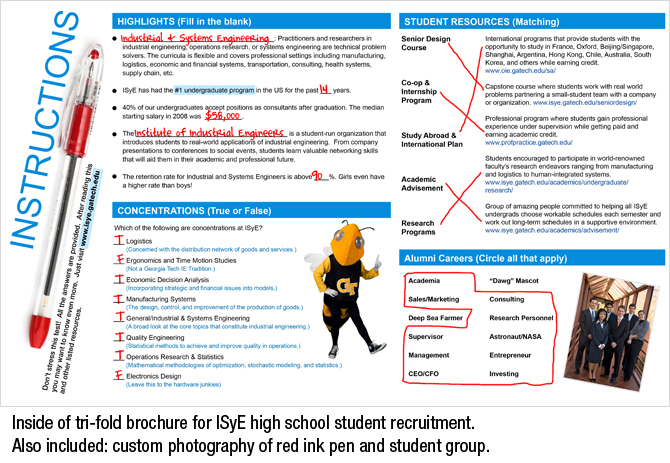 INSTRUCTIONS
Don't stress this test! All the answers are provided. After reading this
you may want to know even more. Just visit www.isye.gatech.edu
and other listed resources.
HIGHLIGHTS (Fill in the blank)
Industrial & Systems Engineering: Practitioners and researchers in
industrial engineering, operations research, or systems engineering are technical problem
solvers. The curricula is flexible and covers professional settings including manufacturing,
logistics, economic and financial systems, transportation, consulting, health systems,
supply chain, etc.
ISyE has had the #1 undergraduate program in the US for the past 14 years.
40% of our undergraduates accept positions as consultants after graduation. The median
starting salary in 2008 was $58,000.
The Institute of Industrial Engineers is a student-run organization that
introduces students to real-world applications of industrial engineering. From company
presentations to conferences to social events, students learn valuable networking skills
that will aid them in their academic and professional future.
The retention rate for Industrial and Systems Engineers is above 90 %. Girls even have
a higher rate than boys!
CONCENTRATIONS (True or False)
Which of the following are concentrations at ISyE?
T Logistics
(Concerned with the distribution network of goods and services.)
F Ergonomics and Time Motion Studies
(Not a Georgia Tech IE Tradition.)
T Economic Decision Analysis
(Incorporating strategic and financial issues into models.)
T Manufacturing Systems
(The design, control, and improvement of the production of goods.)
T General/Industrial & Systems Engineering
(A broad look at the core topics that constitute industrial engineering.)
T Quality Engineering
(Statistical methods to achieve and improve quality in operations.)
T Operations Research & Statistics
(Mathematical methodologies of optimization, stochastic modeling, and statistics.)
F Electronics Design
(Leave this to the hardware junkies)
GT
STUDENT RESOURCES (Matching)
Senior Design
Course
Co-op &
Internship
Program
Study Abroad &
International Plan
Academic
Advisement
Research
Programs
International programs that provide students with the
opportunity to study in France, Oxford, Beijing/Singapore,
Shanghai, Argentina, Hong Kong, Chile, Australia, South
Korea, and others while earning credit.
www.oie.gatech.edu/sa/
Capstone course where students work with real world
problems partnering a small-student team with a company
or organization. www.isye.gatech.edu/seniordesign/
Professional program where students gain professional
experience under supervision while getting paid and
earning academic credit.
www.profpractice.gatech.edu/
Students encouraged to participate in world-renowned
faculty's research endeavors ranging from manufacturing
and logistics to human-integrated systems.
www.isye.gatech.edu/academics/undergraduate/
research/
Group of amazing people committed to helping all ISyE
undergrads choose workable schedules each semester and
work out long-term schedules in a supportive environment.
www.isye.gatech.edu/academics/advisement/
Alumni Careers (Circle all that apply)
Academia "Dawg" Mascot
Sales/Marketing Consulting
Deep Sea Farmer Research Personnel
Supervisor Astronaut/NASA
Management Entrepreneur
CEO/CFO Investing
Inside of tri-fold brochure for ISyE high school student recruitment.
Also included: custom photography of red ink pen and student group.